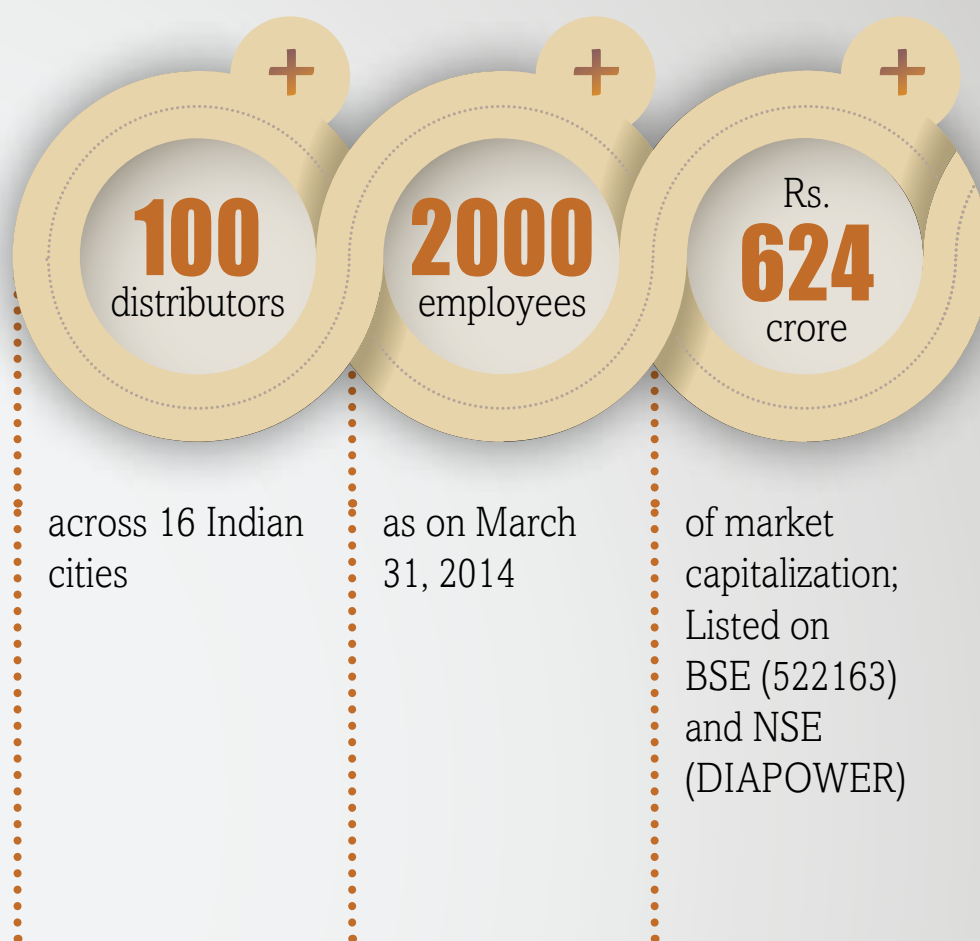 +
100
distributors
across 16 Indian
cities
+
2000
employees
as on March
31, 2014
+
Rs.
624
crore
of market
capitalization;
Listed on
BSE (522163)
and NSE
(DIAPOWER)